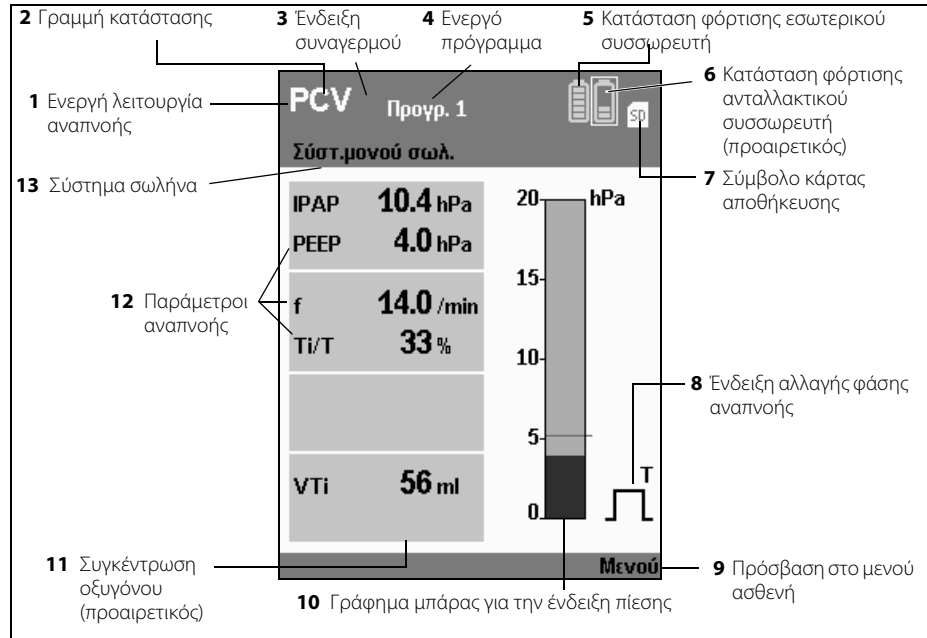 2 Γραμμή κατάστασης
3 Ένδειξη
συναγερμού
4 Ενεργό
πρόγραμμα
5 Κατάσταση φόρτισης εσωτερικού
συσσωρευτή
6 Κατάσταση φόρτισης
ανταλλακτικού
συσσωρευτή
(προαιρετικός)
1 Ενεργή λειτουργία
αναπνοής
PCV
Προγρ. 1
SD
Σύστ.μονού σωλ.
13 Σύστημα σωλήνα
7 Σύμβολο κάρτας
αποθήκευσης
IPAP 10.4 hPa
PEEP 4.0 hPa
f 14.0 /min
Ti/T 33 %
VTi 56 ml
20 hPa
15
10
5
0
T
12 Παράμετροι
αναπνοής
8 Ένδειξη αλλαγής φάσης
αναπνοής
Μενού
11 Συγκέντρωση
οξυγόνου
(προαιρετικός)
10 Γράφημα μπάρας για την ένδειξη πίεσης
9 Πρόσβαση στο μενού
ασθενή